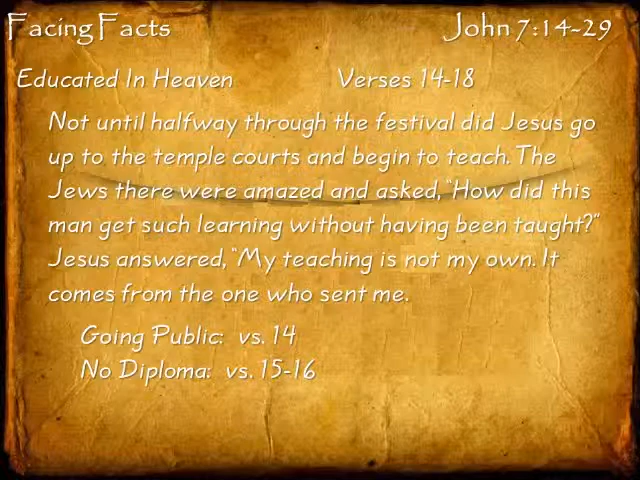 Facing Facts John 7:14-29
Educated In Heaven Verses 14-18
Not until halfway through the festival did Jesus go
up to the temple courts and begin to teach. The
Jews there were amazed and asked, "How did this
man get such learning without having been taught?"
Jesus answered, "My teaching is not my own. It
comes from the one who sent me.
Going Public: vs. 14
No Diploma: vs. 15-16